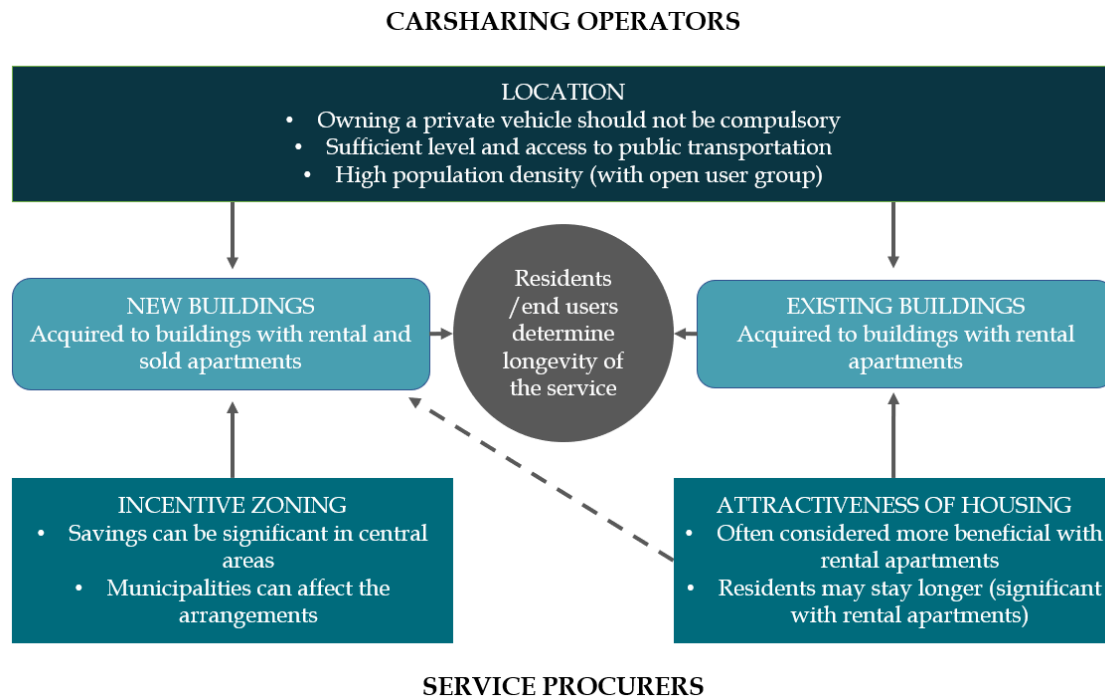 CARSHARING OPERATORS
LOCATION
• Owning a private vehicle should not be compulsory
• Sufficient level and access to public transportation
• High population density (with open user group)
NEW BUILDINGS
Acquired to buildings with rental and
sold apartments
Residents
/end users
determine
longevity of
the service
EXISTING BUILDINGS
Acquired to buildings with rental
apartments
INCENTIVE ZONING
• Savings can be significant in central
areas
• Municipalities can affect the
arrangements
ATTRACTIVENESS OF HOUSING
• Often considered more beneficial with
rental apartments
• Residents may stay longer (significant
with rental apartments)
SERVICE PROCURERS